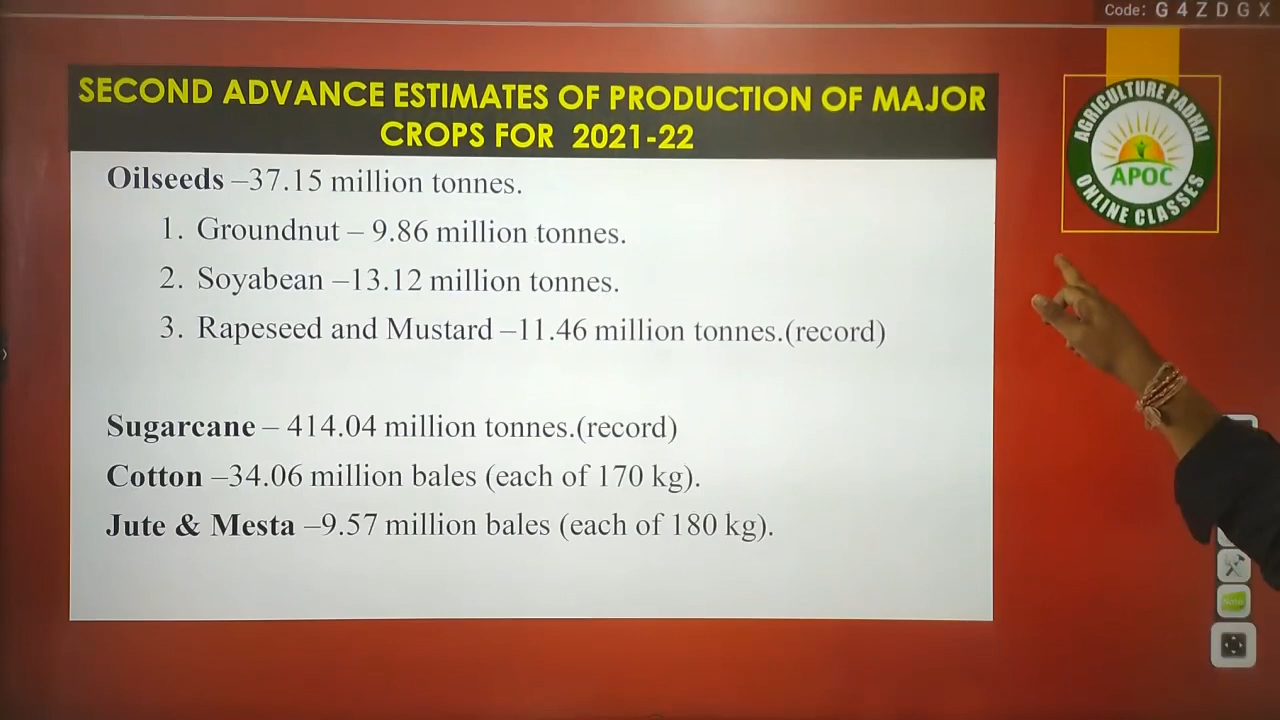 Code: G 4 Z D G X
SECOND ADVANCE ESTIMATES OF PRODUCTION OF MAJOR
CROPS FOR 2021-22
Oilseeds –37.15 million tonnes.
1. Groundnut – 9.86 million tonnes.
2. Soyabean –13.12 million tonnes.
3. Rapeseed and Mustard –11.46 million tonnes.(record)
Sugarcane – 414.04 million tonnes.(record)
Cotton –34.06 million bales (each of 170 kg).
Jute & Mesta –9.57 million bales (each of 180 kg).
AGRICULTURE PADHAI
APOC
ONLINE CLASSES
Note